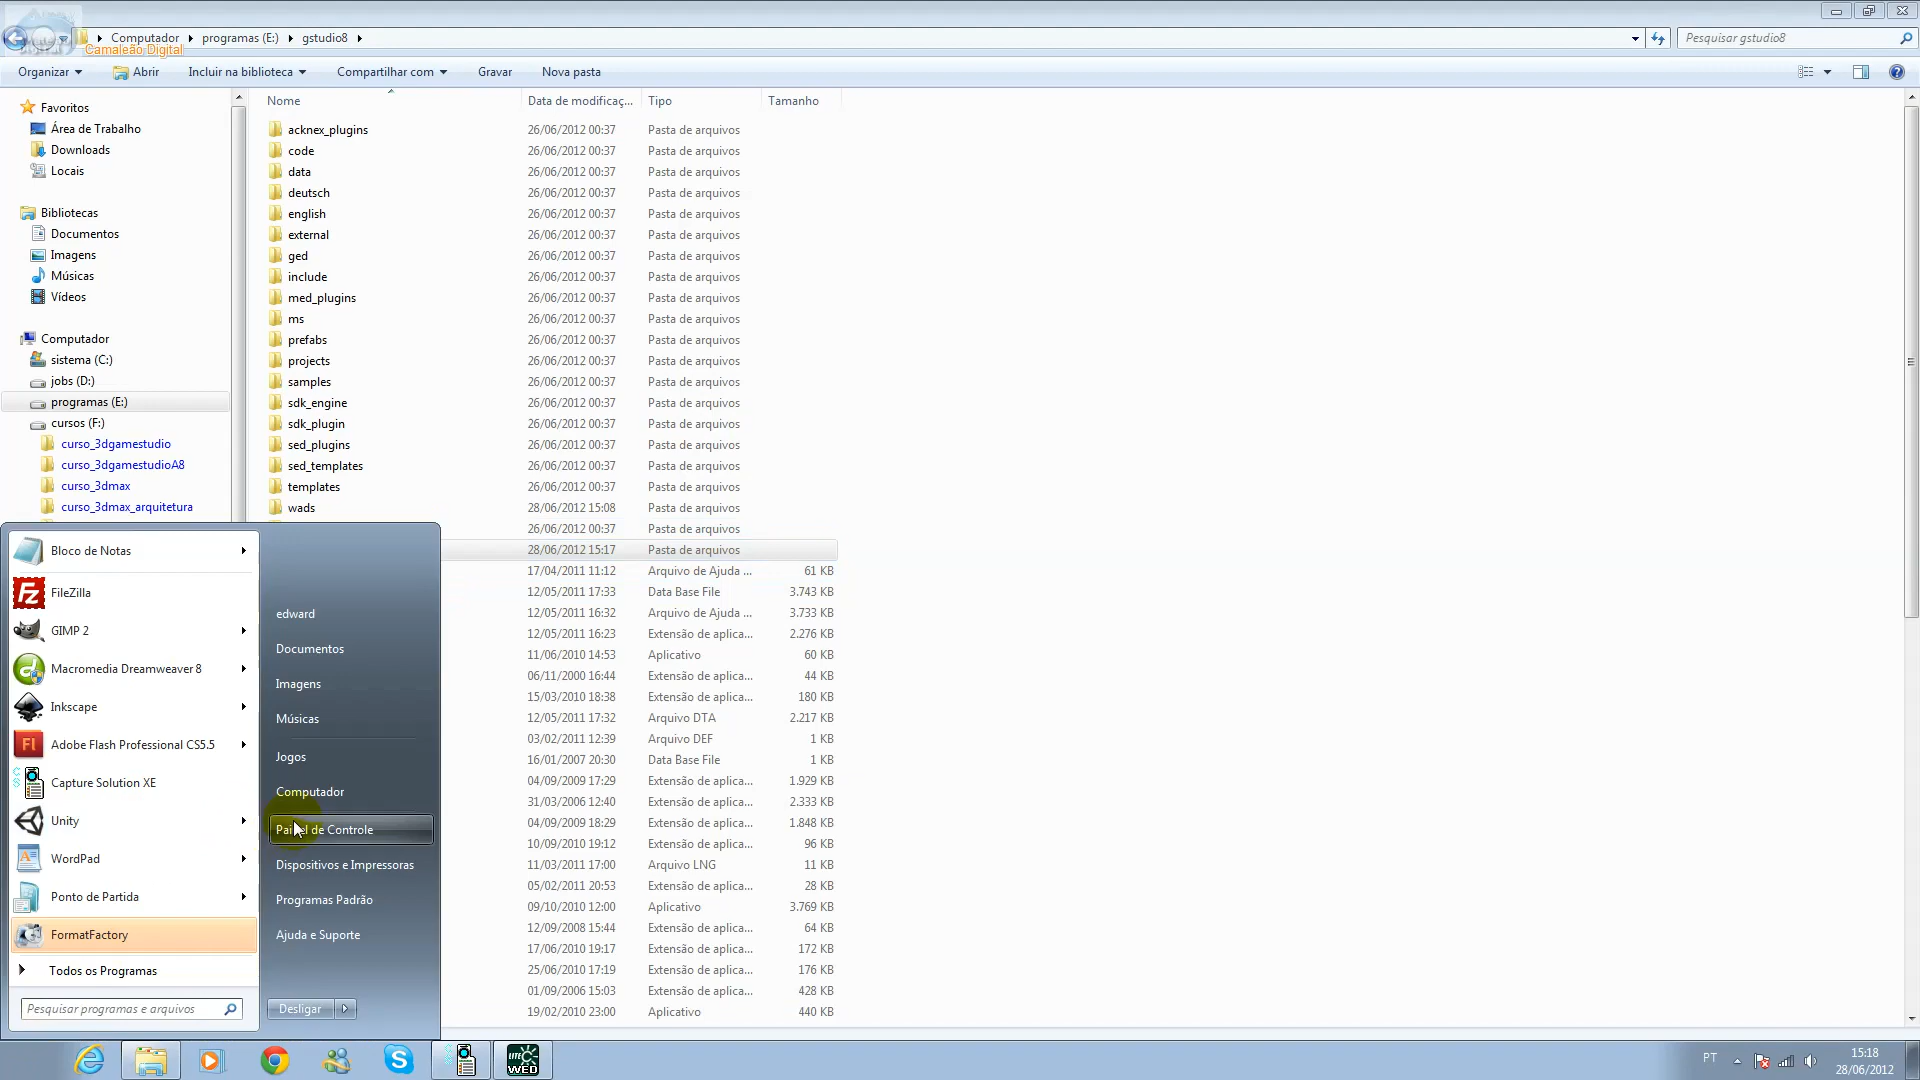 Computador programas (E:) gstudio8
Pesquisar gstudio8
Camaleão Digital
Organizar Abrir Incluir na biblioteca Compartilhar com Gravar Nova pasta
Nome Data de modificaç... Tipo Tamanho
Favoritos
Área de Trabalho
Downloads
Locais
Bibliotecas
Documentos
Imagens
Músicas
Vídeos
Computador
sistema (C:)
jobs (D:)
programas (E:)
cursos (F:)
curso_3dgamestudio
curso_3dgamestudioA8
curso_3dmax
curso_3dmax_arquitetura
acknex_plugins 26/06/2012 00:37 Pasta de arquivos
code 26/06/2012 00:37 Pasta de arquivos
data 26/06/2012 00:37 Pasta de arquivos
deutsch 26/06/2012 00:37 Pasta de arquivos
english 26/06/2012 00:37 Pasta de arquivos
external 26/06/2012 00:37 Pasta de arquivos
ged 26/06/2012 00:37 Pasta de arquivos
include 26/06/2012 00:37 Pasta de arquivos
med_plugins 26/06/2012 00:37 Pasta de arquivos
ms 26/06/2012 00:37 Pasta de arquivos
prefabs 26/06/2012 00:37 Pasta de arquivos
projects 26/06/2012 00:37 Pasta de arquivos
samples 26/06/2012 00:37 Pasta de arquivos
sdk_engine 26/06/2012 00:37 Pasta de arquivos
sdk_plugin 26/06/2012 00:37 Pasta de arquivos
sed_plugins 26/06/2012 00:37 Pasta de arquivos
sed_templates 26/06/2012 00:37 Pasta de arquivos
templates 26/06/2012 00:37 Pasta de arquivos
wads 28/06/2012 15:08 Pasta de arquivos
26/06/2012 00:37 Pasta de arquivos
28/06/2012 15:17 Pasta de arquivos
17/04/2011 11:12 Arquivo de Ajuda ... 61 KB
12/05/2011 17:33 Data Base File 3.743 KB
12/05/2011 16:32 Arquivo de Ajuda ... 3.733 KB
12/05/2011 16:23 Extensão de aplica... 2.276 KB
11/06/2010 14:53 Aplicativo 60 KB
06/11/2000 16:44 Extensão de aplica... 44 KB
15/03/2010 18:38 Extensão de aplica... 180 KB
12/05/2011 17:32 Arquivo DTA 2.217 KB
03/02/2011 12:39 Arquivo DEF 1 KB
16/01/2007 20:30 Data Base File 1 KB
04/09/2009 17:29 Extensão de aplica... 1.929 KB
31/03/2006 12:40 Extensão de aplica... 2.333 KB
04/09/2009 18:29 Extensão de aplica... 1.848 KB
10/09/2010 19:12 Extensão de aplica... 96 KB
11/03/2011 17:00 Arquivo LNG 11 KB
05/02/2011 20:53 Extensão de aplica... 28 KB
09/10/2010 12:00 Aplicativo 3.769 KB
12/09/2008 15:44 Extensão de aplica... 64 KB
17/06/2010 19:17 Extensão de aplica... 172 KB
25/06/2010 17:19 Extensão de aplica... 176 KB
01/09/2006 15:03 Extensão de aplica... 428 KB
19/02/2010 23:00 Aplicativo 440 KB
Bloco de Notas
FileZilla
GIMP 2
Macromedia Dreamweaver 8
Inkscape
Adobe Flash Professional CS5.5
Capture Solution XE
Unity
WordPad
Ponto de Partida
FormatFactory
Todos os Programas
Pesquisar programas e arquivos
edward
Documentos
Imagens
Músicas
Jogos
Computador
Painel de Controle
Dispositivos e Impressoras
Programas Padrão
Ajuda e Suporte
Desligar
LITE-C
WED
PT
15:18
28/06/2012